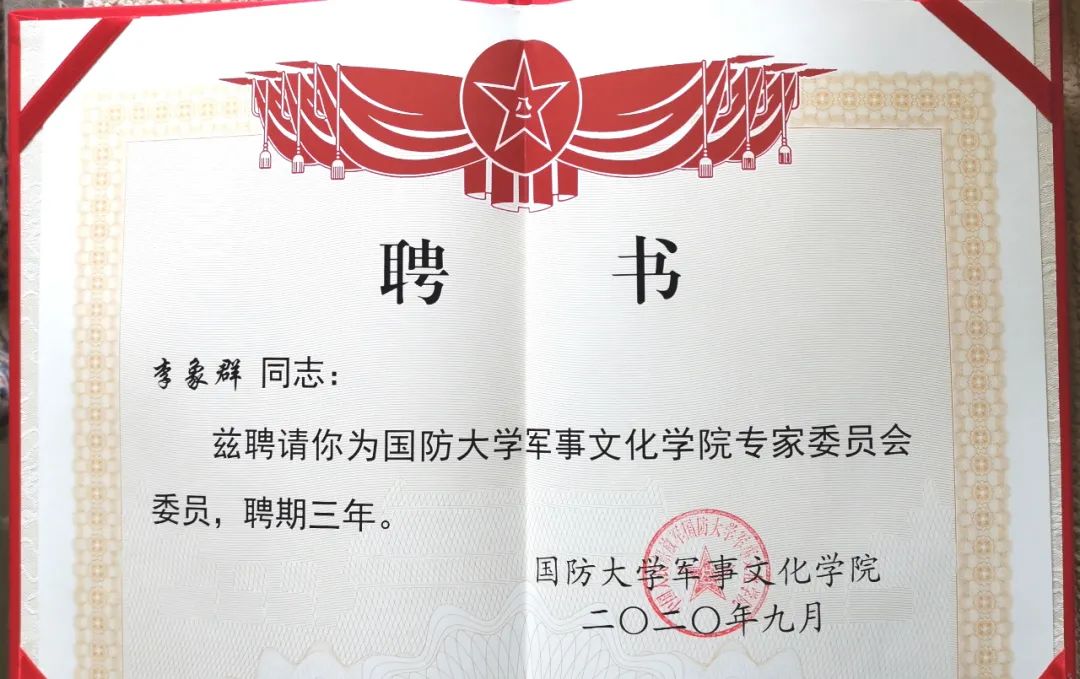 八一
聘 书
李象群 同志：
兹聘请你为国防大学军事文化学院专家委员会
委员，聘期三年。
国防大学军事文化学院
二〇二〇年九月